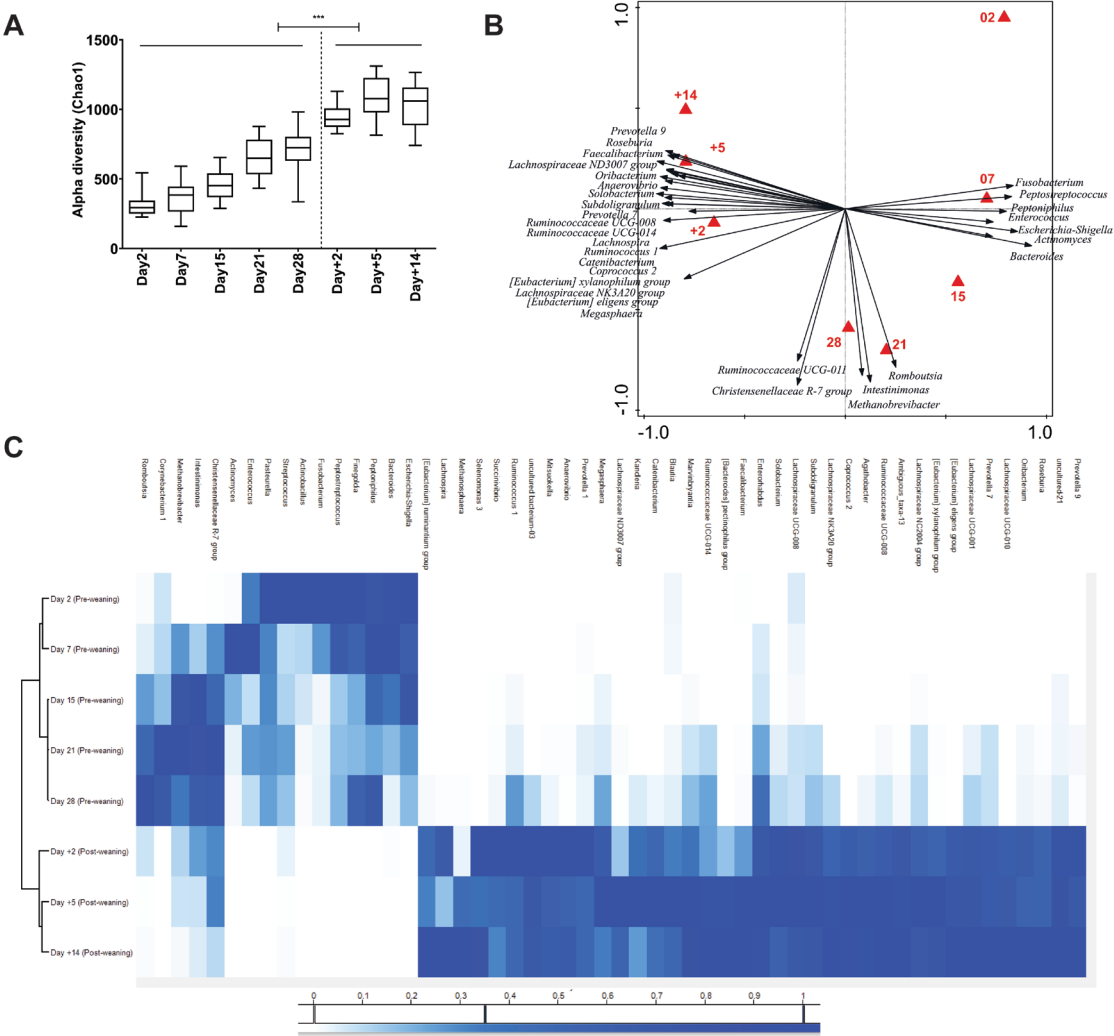 A
***
1500
1000
500
0
Alpha diversity (Chao1)
Day2
Day7
Day15
Day21
Day28
Day+2
Day+5
Day+14
B
1.0
-1.0
-1.0
1.0
02
+14
+5
07
+2
15
28
21
Prevotella 9
Roseburia
Faecalibacterium
Lachnospiraceae ND3007 group
Oribacterium
Anaerovibrio
Solobacterium
Subdoligranulum
Prevotella 7
Ruminococcaceae UCG-008
Ruminococcaceae UCG-014
Lachnospira
Ruminococcus 1
Catenibacterium
Coprococcus 2
[Eubacterium] xylanophilum group
Lachnospiraceae NK3A20 group
[Eubacterium] eligens group
Megasphaera
Fusobacterium
Peptosireptococcus
Peptoniphilus
Enterococcus
Escherichia-Shigella
Actinomyces
Bacteroides
Ruminococcaceae UCG-011
Christensenellaceae R-7 group
Romboutsia
Intestinimonas
Methanobrevibacter
C
Romboutsia
Corynebacterium 1
Methanobrevibacter
Intestinimonas
Christensenellaceae R-7 group
Actinomyces
Enterococcus
Pasteurella
Streptococcus
Actinobacillus
Fusobacterium
Peptostreptococcus
Finegoldia
Peptoniphilus
Bacteroides
Escherichia-Shigella
[Eubacterium] ruminantium group
Lachnospira
Methanosphaera
Selenomonas 3
Succinivibrio
Ruminococcus 1
uncultured bacterium-03
Mitsuokella
Anaerovibrio
Prevotella 1
Megasphaera
Lachnospiraceae ND3007 group
Kandleria
Catenibacterium
Blautia
Marvinbryantia
Ruminococcaceae UCG-014
[Bacteroides] pectinophilus group
Faecalibacterium
Enterorhabdus
Solobacterium
Lachnospiraceae UCG-008
Subdoligranulum
Lachnospiraceae NK3A20 group
Coprococcus 2
Agathobacter
Ruminococcaceae UCG-008
Ambiguous_taxa-13
Lachnospiraceae NC2004 group
[Eubacterium] xylanophilum group
[Eubacterium] eligens group
Lachnospiraceae UCG-001
Prevotella 7
Lachnospiraceae UCG-010
Oribacterium
Roseburia
uncultured-21
Prevotella 9
Day 2 (Pre-weaning)
Day 7 (Pre-weaning)
Day 15 (Pre-weaning)
Day 21 (Pre-weaning)
Day 28 (Pre-weaning)
Day +2 (Post-weaning)
Day +5 (Post-weaning)
Day +14 (Post-weaning)
0 0,1 0,2 0,3 0,4 0,5 0,6 0,7 0,8 0,9 1